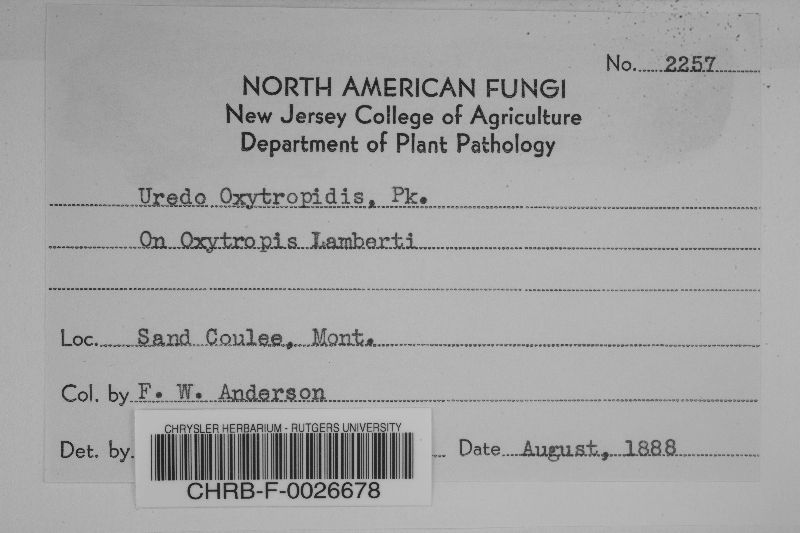 No. 2257
NORTH AMERICAN FUNGI
New Jersey College of Agriculture
Department of Plant Pathology
Uredo Oxytropidis, Pk.
On Oxytropis Lamberti
Loc. Sand Coulee, Mont.
Col. by F. W. Anderson
Det. by. Date August, 1888
CHRYSLER HERBARIUM - RUTGERS UNIVERSITY
CHRB-F-0026678